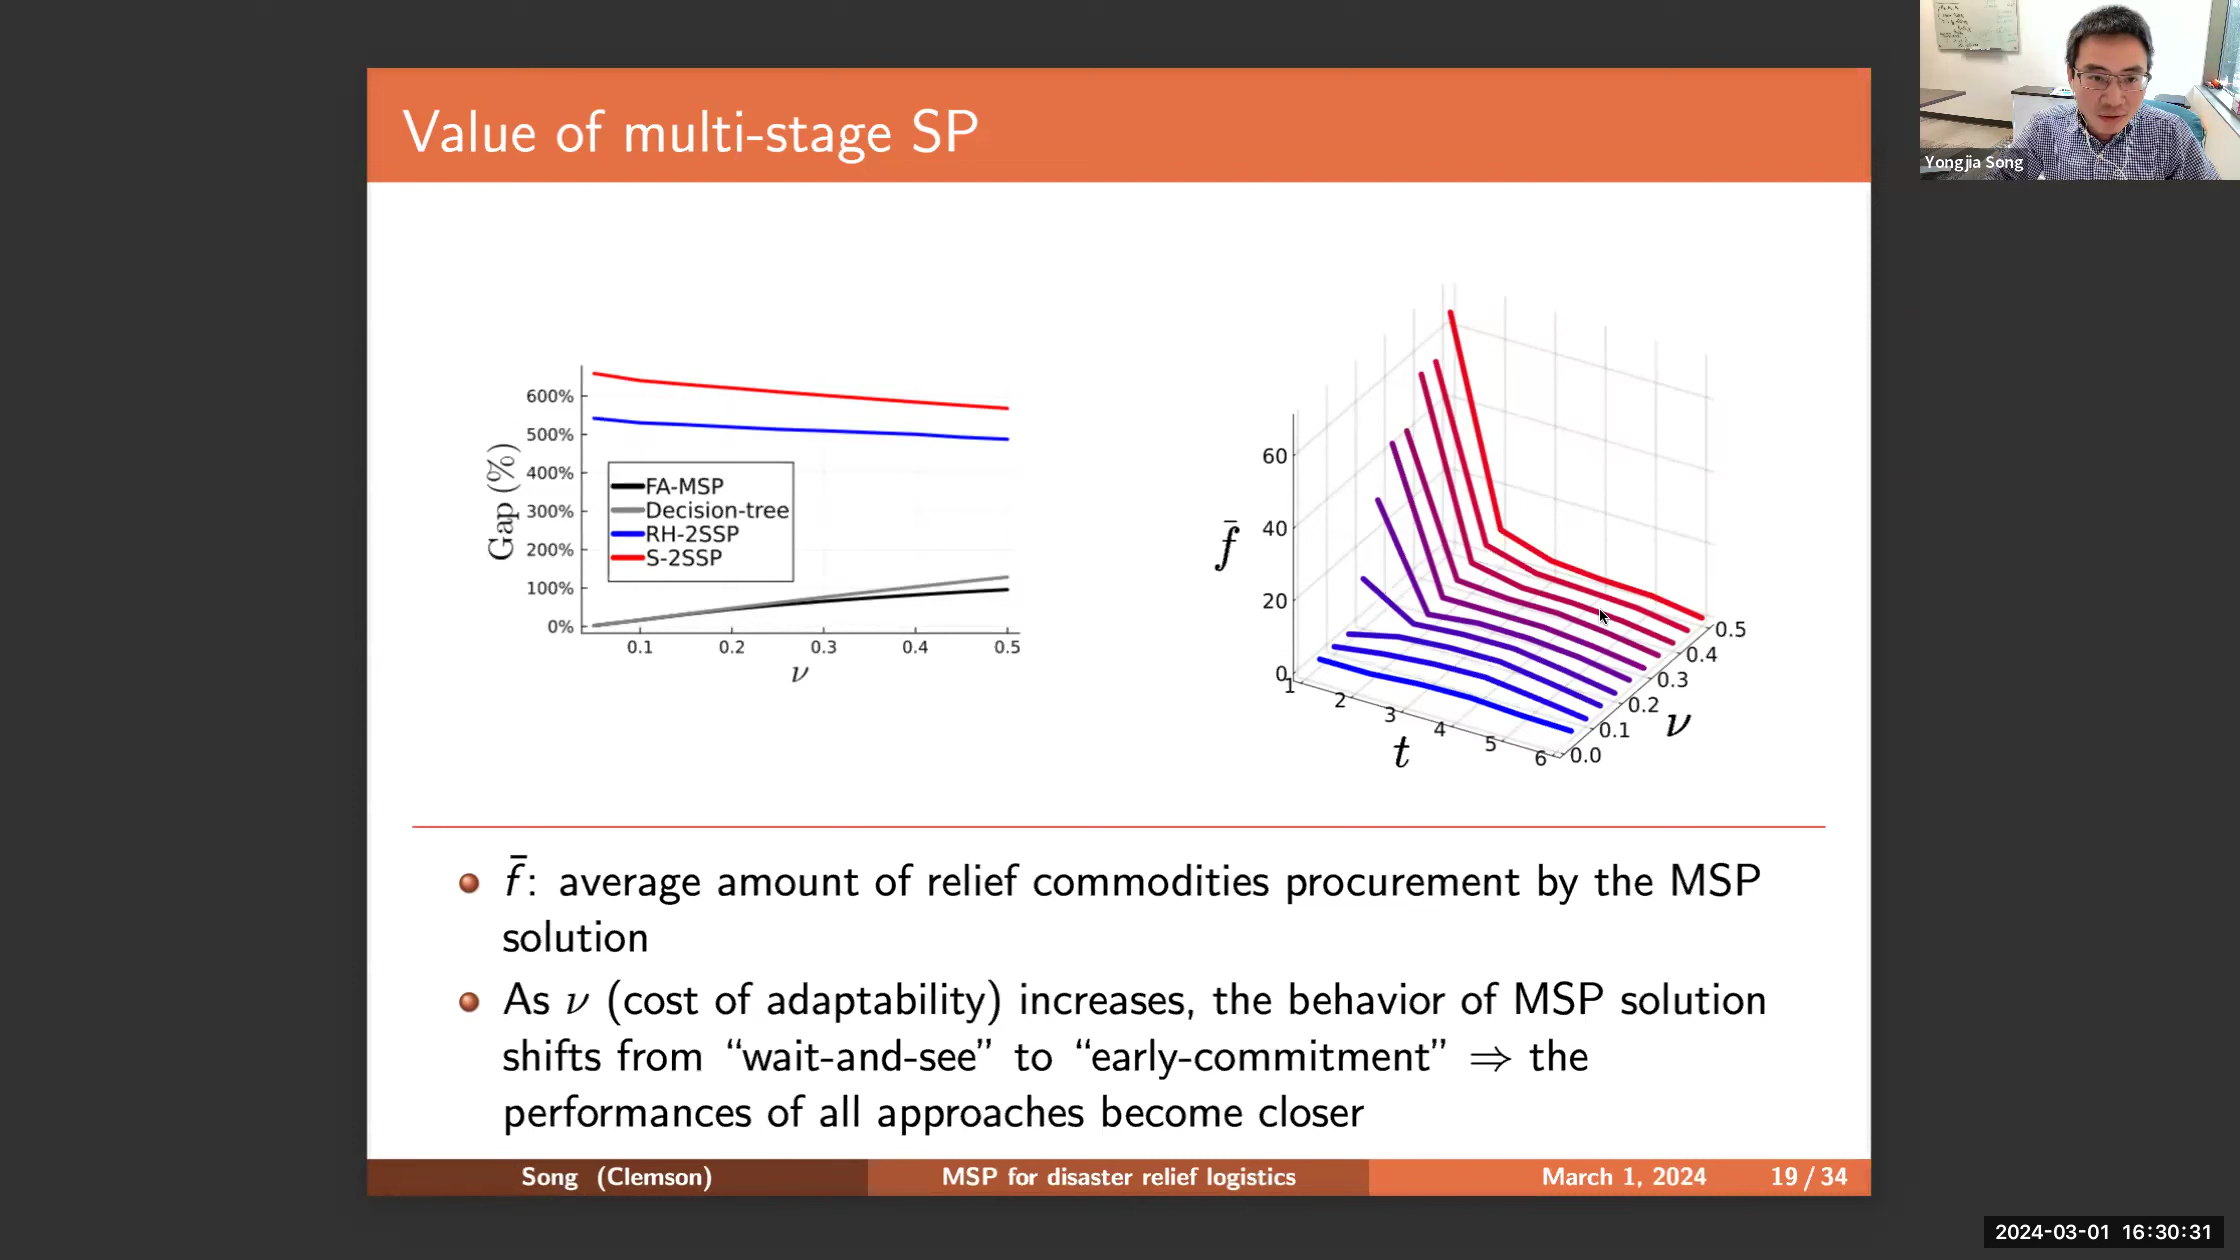 Value of multi-stage SP
Yongjia Song
600%
500%
400%
300%
200%
100%
0%
Gap (%)
FA-MSP
Decision-tree
RH-2SSP
S-2SSP
0.1 0.2 0.3 0.4 0.5
ν
60
40
20
0
f̄
1 2 3 4 5 6
t
0.0 0.1 0.2 0.3 0.4 0.5
ν
f̄: average amount of relief commodities procurement by the MSP
solution
As ν (cost of adaptability) increases, the behavior of MSP solution
shifts from “wait-and-see” to “early-commitment” ⇒ the
performances of all approaches become closer
Song (Clemson) MSP for disaster relief logistics March 1, 2024 19 / 34
2024-03-01 16:30:31